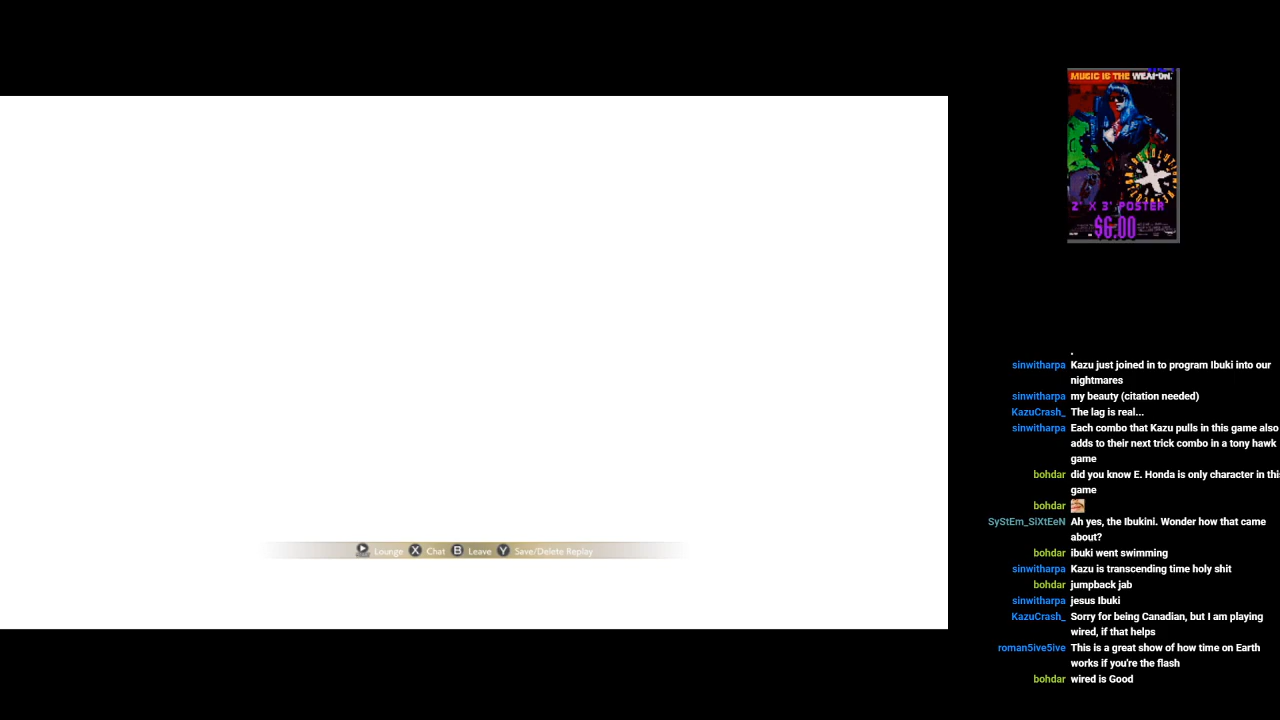 MUSIC IS THE WEAPON.
2' X 3' POSTER
$6.00
.
sinwitharpa Kazu just joined in to program Ibuki into our
nightmares
sinwitharpa my beauty (citation needed)
KazuCrash_ The lag is real...
sinwitharpa Each combo that Kazu pulls in this game also
adds to their next trick combo in a tony hawk
game
bohdar did you know E. Honda is only character in this
game
bohdar
SyStEm_SiXtEeN Ah yes, the Ibukini. Wonder how that came
about?
bohdar ibuki went swimming
sinwitharpa Kazu is transcending time holy shit
bohdar jumpback jab
sinwitharpa jesus Ibuki
KazuCrash_ Sorry for being Canadian, but I am playing
wired, if that helps
roman5ive5ive This is a great show of how time on Earth
works if you're the flash
bohdar wired is Good
Lounge X Chat B Leave Y Save/Delete Replay